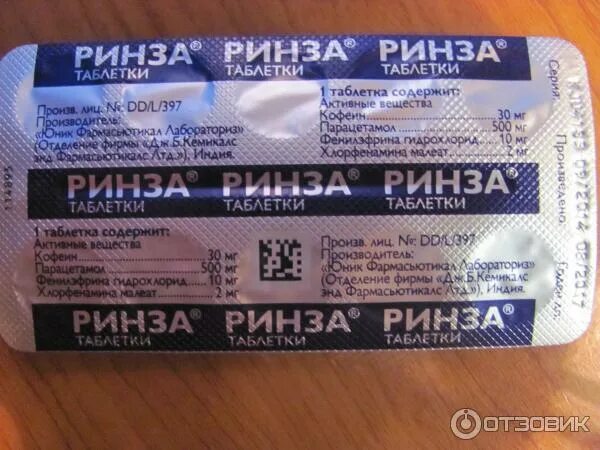 РИНЗА® РИНЗА® РИНЗА®
ТАБЛЕТКИ ТАБЛЕТКИ ТАБЛЕТКИ
Произв. лиц. №: DD/L/397
Производитель:
«Юник Фармасьютикал Лабораториз»
(Отделение фирмы «Дж.Б.Кемикалс
энд Фармасьютикалс Лтд.»), Индия.
1 таблетка содержит:
Активные вещества
Кофеин 30 мг
Парацетамол 500 мг
Фенилэфрина гидрохлорид 10 мг
Хлорфенамина малеат 2 мг
РИНЗА® РИНЗА® РИНЗА®
ТАБЛЕТКИ ТАБЛЕТКИ ТАБЛЕТКИ
1 таблетка содержит:
Активные вещества
Кофеин 30 мг
Парацетамол 500 мг
Фенилэфрина гидрохлорид 10 мг
Хлорфенамина малеат 2 мг
Произв. лиц. №: DD/L/397
Производитель:
«Юник Фармасьютикал Лабораториз»
(Отделение фирмы «Дж.Б.Кемикалс
энд Фармасьютикалс Лтд.»), Индия.
РИНЗА® РИНЗА® РИНЗА®
ТАБЛЕТКИ ТАБЛЕТКИ ТАБЛЕТКИ
114895
Серия
Произведено
ОТЗОВИК